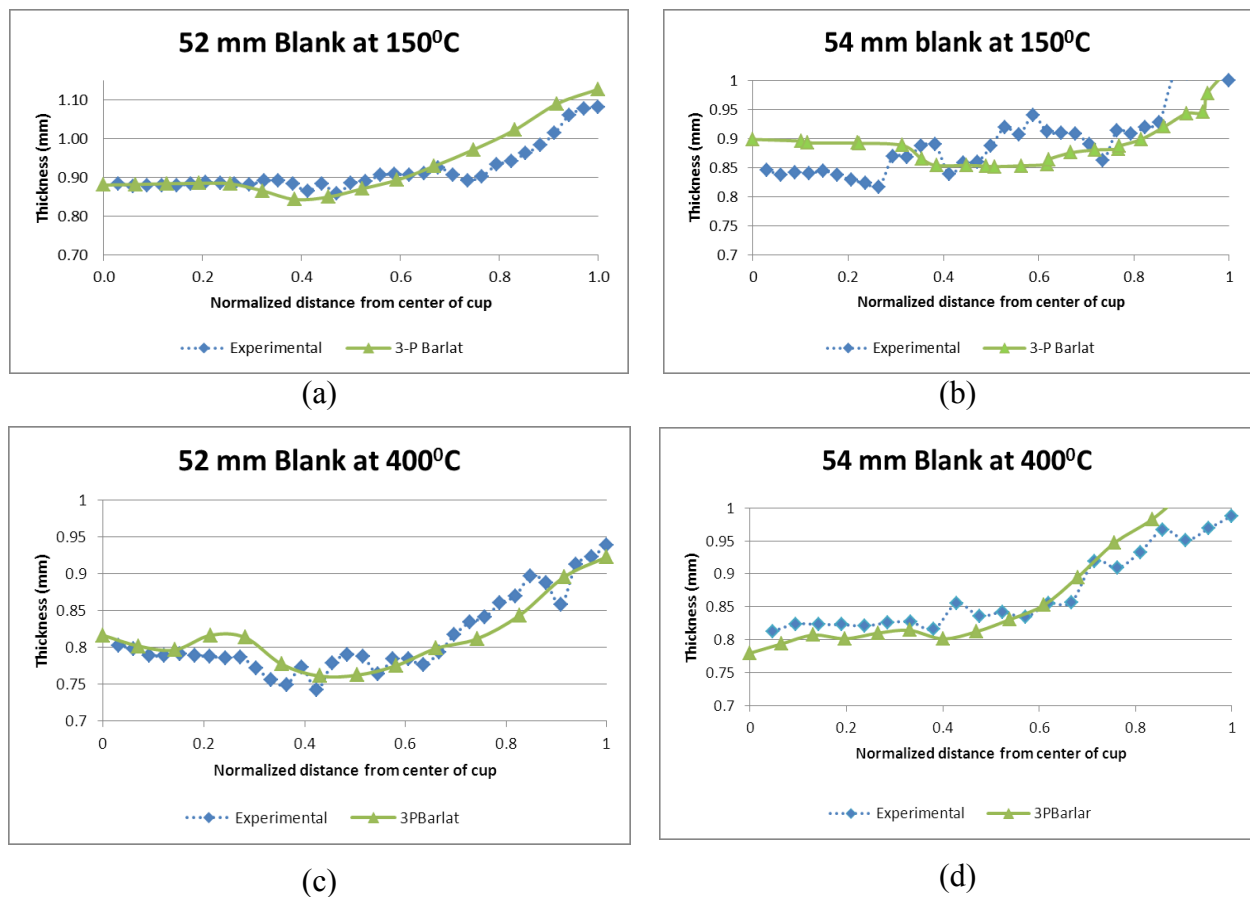 52 mm Blank at 150⁰C
Thickness (mm)
1.10
1.00
0.90
0.80
0.70
0.0
0.2
0.4
0.6
0.8
1.0
Normalized distance from center of cup
Experimental
3-P Barlat
(a)
54 mm blank at 150⁰C
Thickness (mm)
1
0.95
0.9
0.85
0.8
0.75
0.7
0
0.2
0.4
0.6
0.8
1
Normalized distance from center of cup
Experimental
3-P Barlat
(b)
52 mm Blank at 400⁰C
Thickness (mm)
1
0.95
0.9
0.85
0.8
0.75
0.7
0
0.2
0.4
0.6
0.8
1
Normalized distance from center of cup
Experimental
3PBarlat
(c)
54 mm Blank at 400⁰C
Thickness (mm)
1
0.95
0.9
0.85
0.8
0.75
0.7
0
0.2
0.4
0.6
0.8
1
Normalized distance from center of cup
Experimental
3PBarlar
(d)